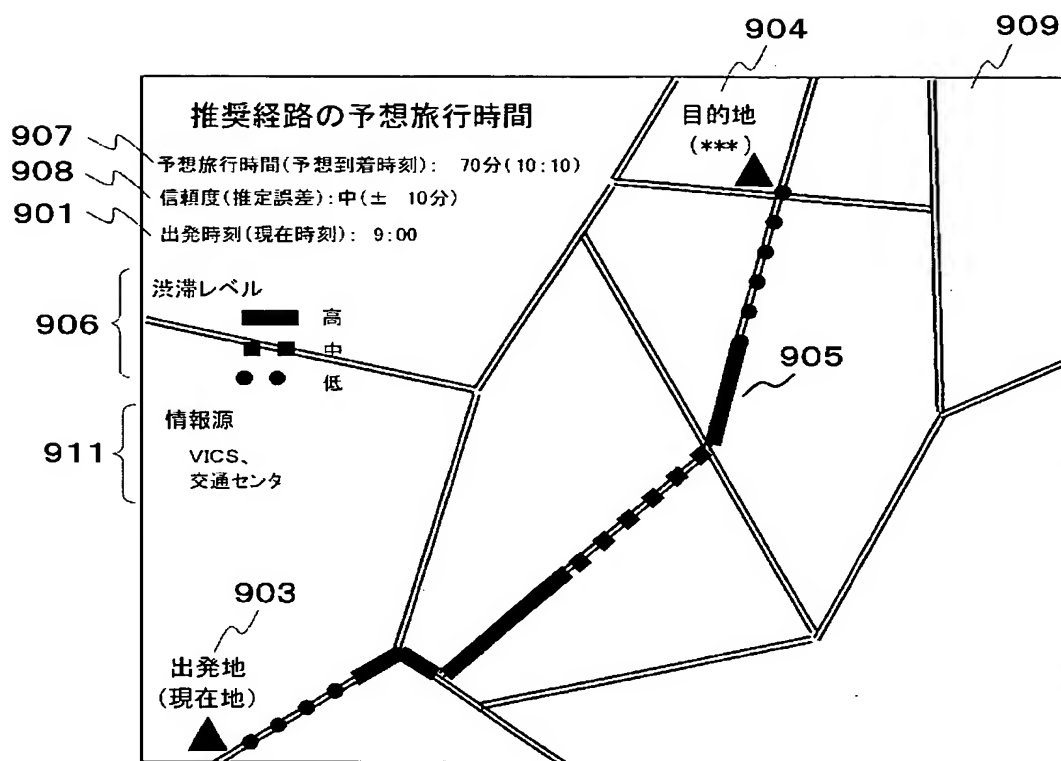 904
909
推奨経路の予想旅行時間
目的地
(***)
907
予想旅行時間(予想到着時刻): 70分(10:10)
908
信頼度(推定誤差):中(± 10分)
901
出発時刻(現在時刻): 9:00
渋滞レベル
906
高
中
低
905
情報源
911
VICS、
交通センタ
903
出発地
(現在地)